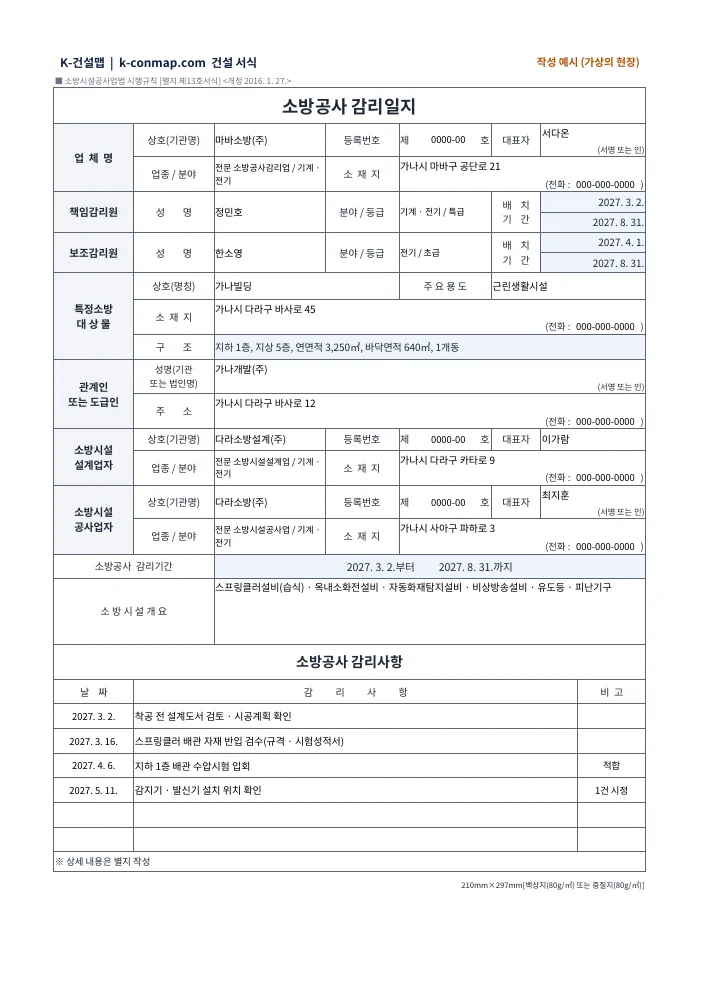 K-건설맵 | k-conmap.com 건설 서식
작성 예시 (가상의 현장)
■ 소방시설공사업법 시행규칙 [별지 제13호서식] <개정 2016. 1. 27.>
소방공사 감리일지
업 체 명
상호(기관명) 마바소방(주) 등록번호 제 0000-00 호 대표자 서다온
(서명 또는 인)
업종 / 분야 전문 소방공사감리업 / 기계 · 전기 소 재 지 가나시 마바구 공단로 21
(전화 : 000-000-0000 )
책임감리원 성 명 정민호 분야 / 등급 기계 · 전기 / 특급 배 치 기 간 2027. 3. 2.
2027. 8. 31.
보조감리원 성 명 한소영 분야 / 등급 전기 / 초급 배 치 기 간 2027. 4. 1.
2027. 8. 31.
특정소방
대 상 물
상호(명칭) 가나빌딩 주 요 용 도 근린생활시설
소 재 지 가나시 다라구 바사로 45
(전화 : 000-000-0000 )
구 조 지하 1층, 지상 5층, 연면적 3,250㎡, 바닥면적 640㎡, 1개동
관계인
또는 도급인
성명(기관
또는 법인명) 가나개발(주)
(서명 또는 인)
주 소 가나시 다라구 바사로 12
(전화 : 000-000-0000 )
소방시설
설계업자
상호(기관명) 다라소방설계(주) 등록번호 제 0000-00 호 대표자 이가람
업종 / 분야 전문 소방시설설계업 / 기계 · 전기 소 재 지 가나시 다라구 카타로 9
(전화 : 000-000-0000 )
소방시설
공사업자
상호(기관명) 다라소방(주) 등록번호 제 0000-00 호 대표자 최지훈
(서명 또는 인)
업종 / 분야 전문 소방시설공사업 / 기계 · 전기 소 재 지 가나시 사아구 파하로 3
(전화 : 000-000-0000 )
소방공사 감리기간 2027. 3. 2.부터 2027. 8. 31.까지
소 방 시 설 개 요 스프링클러설비(습식) · 옥내소화전설비 · 자동화재탐지설비 · 비상방송설비 · 유도등 · 피난기구
소방공사 감리사항
날 짜 감 리 사 항 비 고
2027. 3. 2. 착공 전 설계도서 검토 · 시공계획 확인
2027. 3. 16. 스프링클러 배관 자재 반입 검수(규격 · 시험성적서)
2027. 4. 6. 지하 1층 배관 수압시험 입회 적합
2027. 5. 11. 감지기 · 발신기 설치 위치 확인 1건 시정
※ 상세 내용은 별지 작성
210mm×297mm[백상지(80g/㎡) 또는 중질지(80g/㎡)]